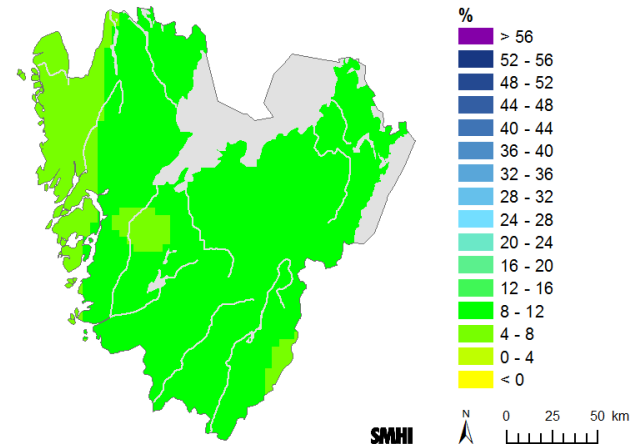 %
> 56
52 - 56
48 - 52
44 - 48
40 - 44
36 - 40
32 - 36
28 - 32
24 - 28
20 - 24
16 - 20
12 - 16
8 - 12
4 - 8
0 - 4
< 0
SMHI
N
0 25 50 km